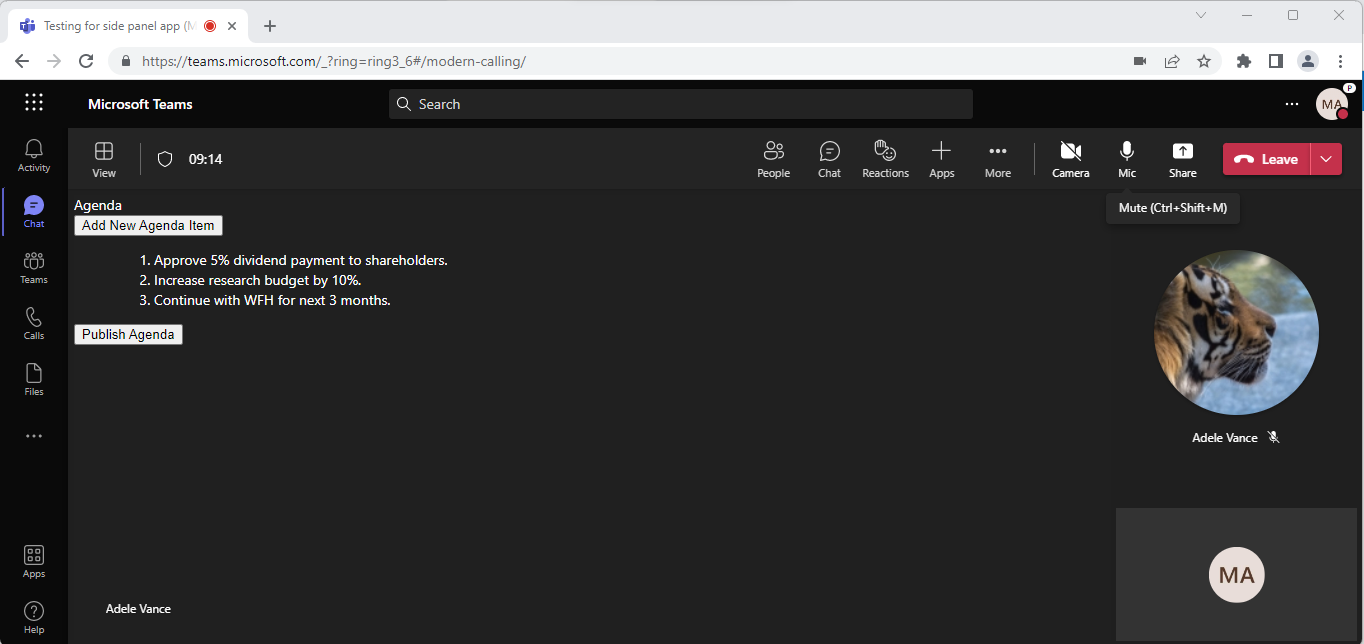 Testing for side panel app (M
https://teams.microsoft.com/_?ring=ring3_6#/modern-calling/
Microsoft Teams
Search
MA
P
Activity
Chat
Teams
Calls
Files
Apps
Help
View
09:14
People
Chat
Reactions
Apps
More
Camera
Mic
Share
Leave
Mute (Ctrl+Shift+M)
Agenda
Add New Agenda Item
1. Approve 5% dividend payment to shareholders.
2. Increase research budget by 10%.
3. Continue with WFH for next 3 months.
Publish Agenda
Adele Vance
Adele Vance
MA